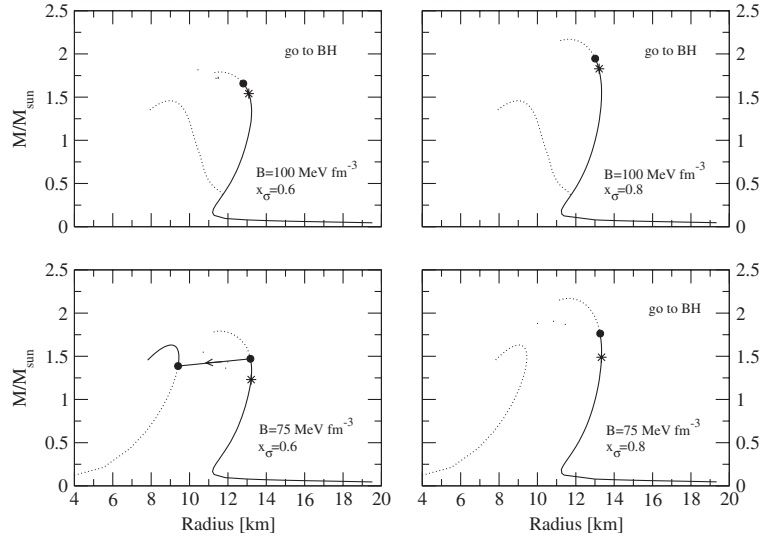 2.5
2
1.5
1
0.5
0
M/M_sun
go to BH
B=100 MeV fm^-3
x_σ=0.6
go to BH
B=100 MeV fm^-3
x_σ=0.8
2.5
2
1.5
1
0.5
0
2.5
2
1.5
1
0.5
0
M/M_sun
B=75 MeV fm^-3
x_σ=0.6
4 6 8 10 12 14 16 18 20
Radius [km]
go to BH
B=75 MeV fm^-3
x_σ=0.8
2.5
2
1.5
1
0.5
0
4 6 8 10 12 14 16 18 20
Radius [km]